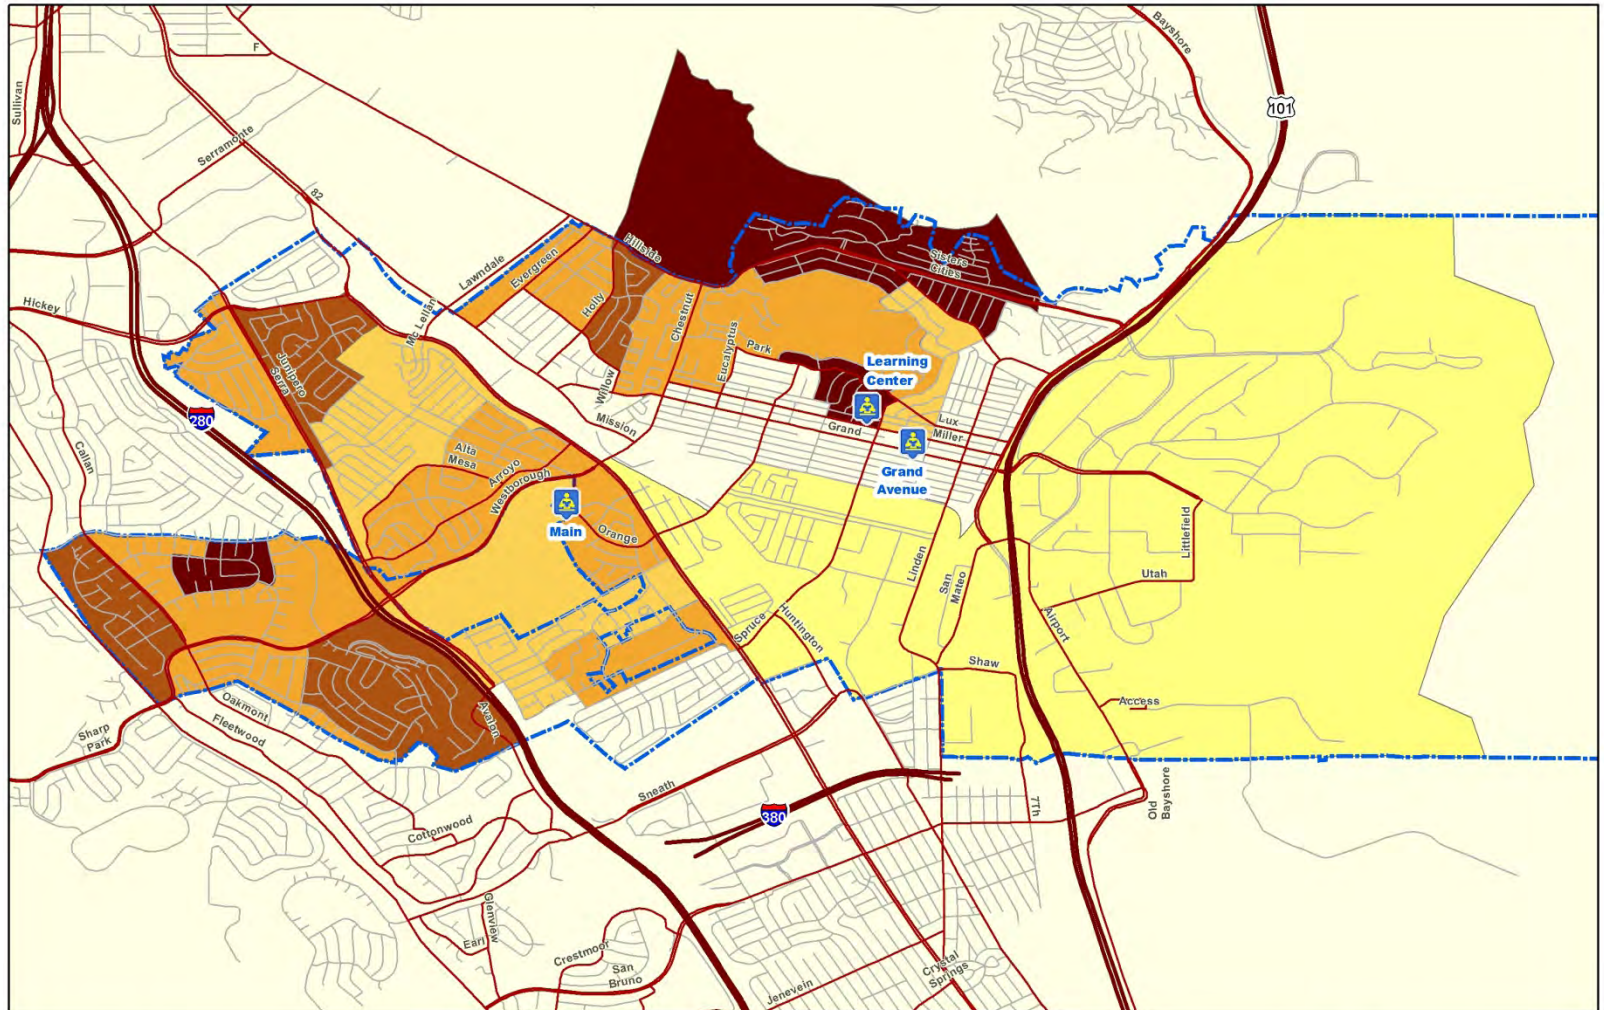 F
Bayshore
Sullivan
101
Serramonte
82
Lawndale
Evergreen
Hillside
Sisters
Cities
Hickey
Mc Lellan
Holly
Chestnut
Eucalyptus
Park
Junipero
Serra
Learning
Center
Willow
280
Mission
Grand
Lux
Miller
Callan
Alta
Mesa
Arroyo
Westborough
Grand
Avenue
Main
Orange
Littlefield
Linden
San
Mateo
Utah
Spruce
Huntington
Airport
Shaw
Oakmont
Fleetwood
Sharp
Park
Avalon
Access
Sneath
380
7Th
Old
Bayshore
Cottonwood
Glenview
Earl
Crestmoor
San
Bruno
Crystal
Springs
Jenevein